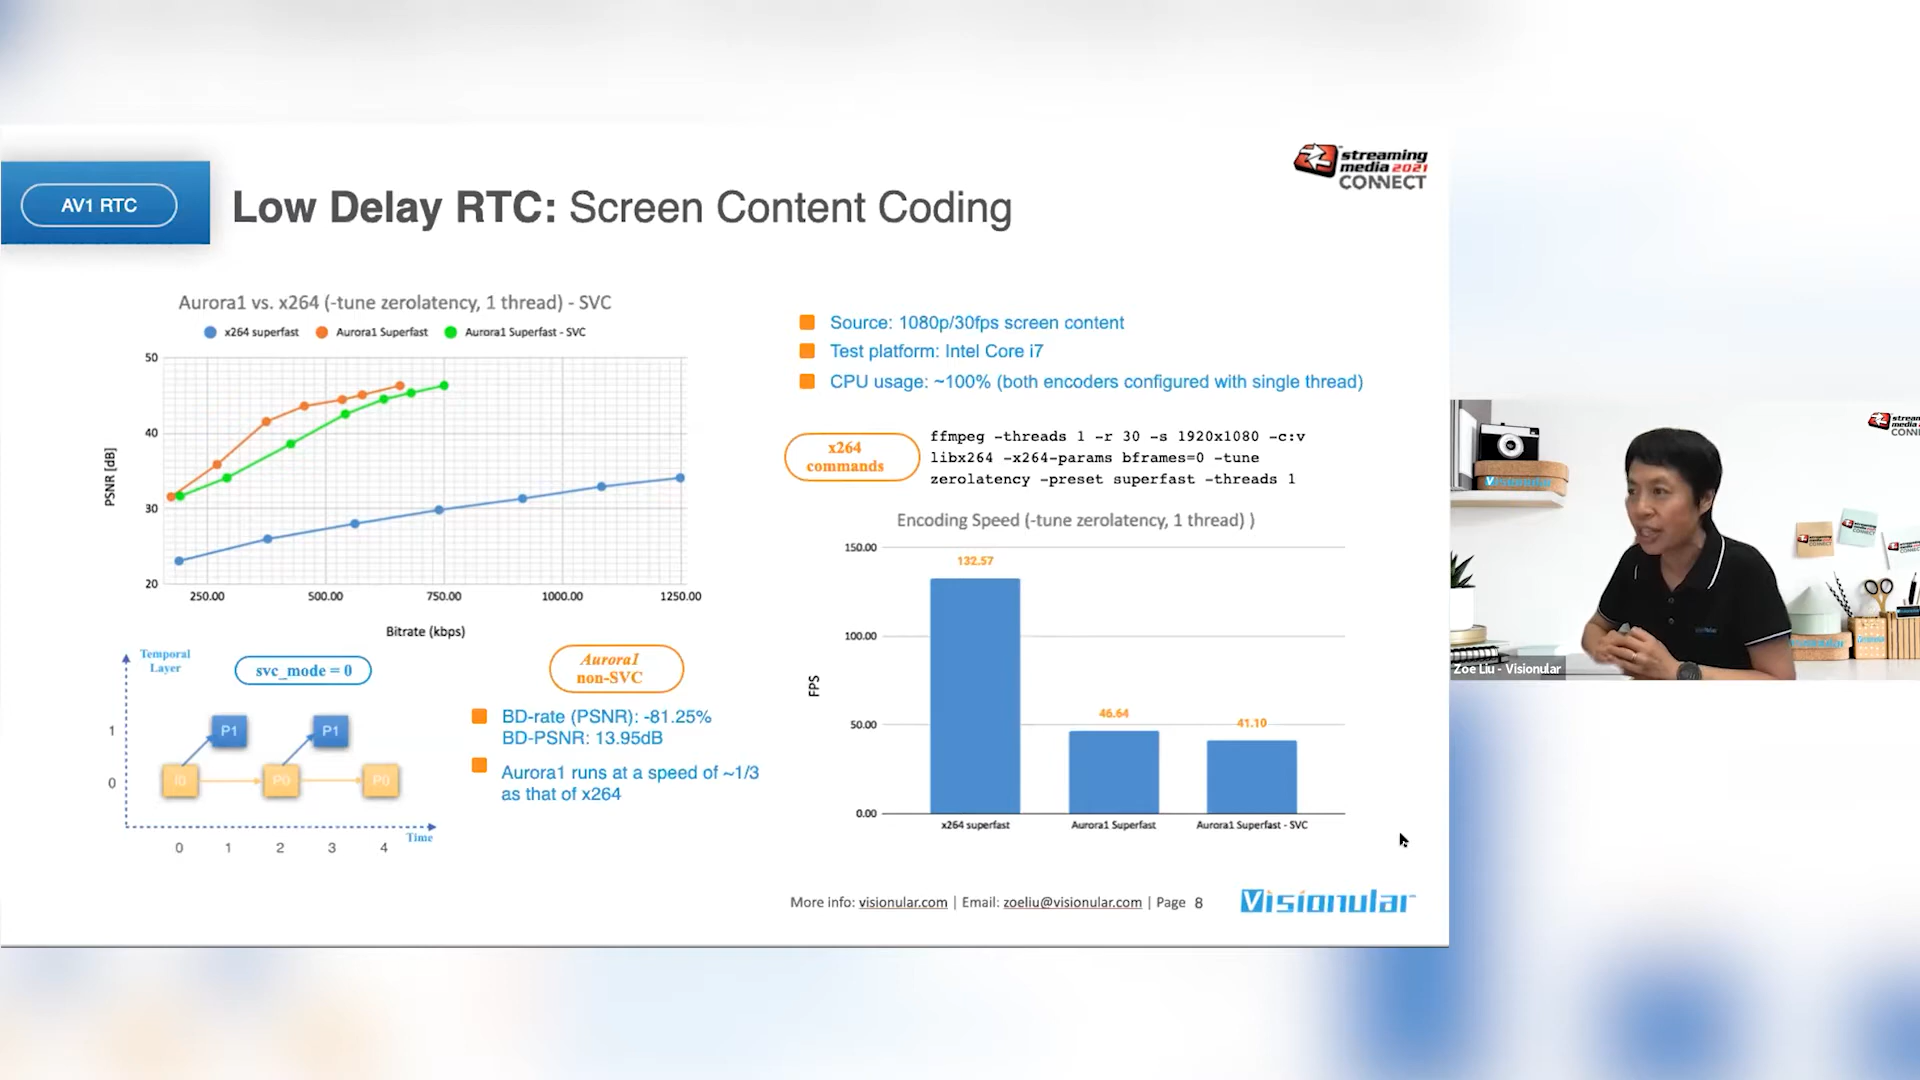 streaming
media 2021
CONNECT
AV1 RTC
Low Delay RTC: Screen Content Coding
Aurora1 vs. x264 (-tune zerolatency, 1 thread) - SVC
x264 superfast
Aurora1 Superfast
Aurora1 Superfast - SVC
50
40
30
20
PSNR [dB]
250.00
500.00
750.00
1000.00
1250.00
Bitrate (kbps)
Source: 1080p/30fps screen content
Test platform: Intel Core i7
CPU usage: ~100% (both encoders configured with single thread)
x264
commands
ffmpeg -threads 1 -r 30 -s 1920x1080 -c:v
libx264 -x264-params bframes=0 -tune
zerolatency -preset superfast -threads 1
Encoding Speed (-tune zerolatency, 1 thread) )
150.00
100.00
50.00
0.00
FPS
132.57
46.64
41.10
x264 superfast
Aurora1 Superfast
Aurora1 Superfast - SVC
Temporal
Layer
svc_mode = 0
1
0
P1
P1
I0
P0
P0
Time
0
1
2
3
4
Aurora1
non-SVC
BD-rate (PSNR): -81.25%
BD-PSNR: 13.95dB
Aurora1 runs at a speed of ~1/3
as that of x264
More info: visionular.com | Email: zoeliu@visionular.com | Page 8
Visionular
Visionular
Zoe Liu - Visionular